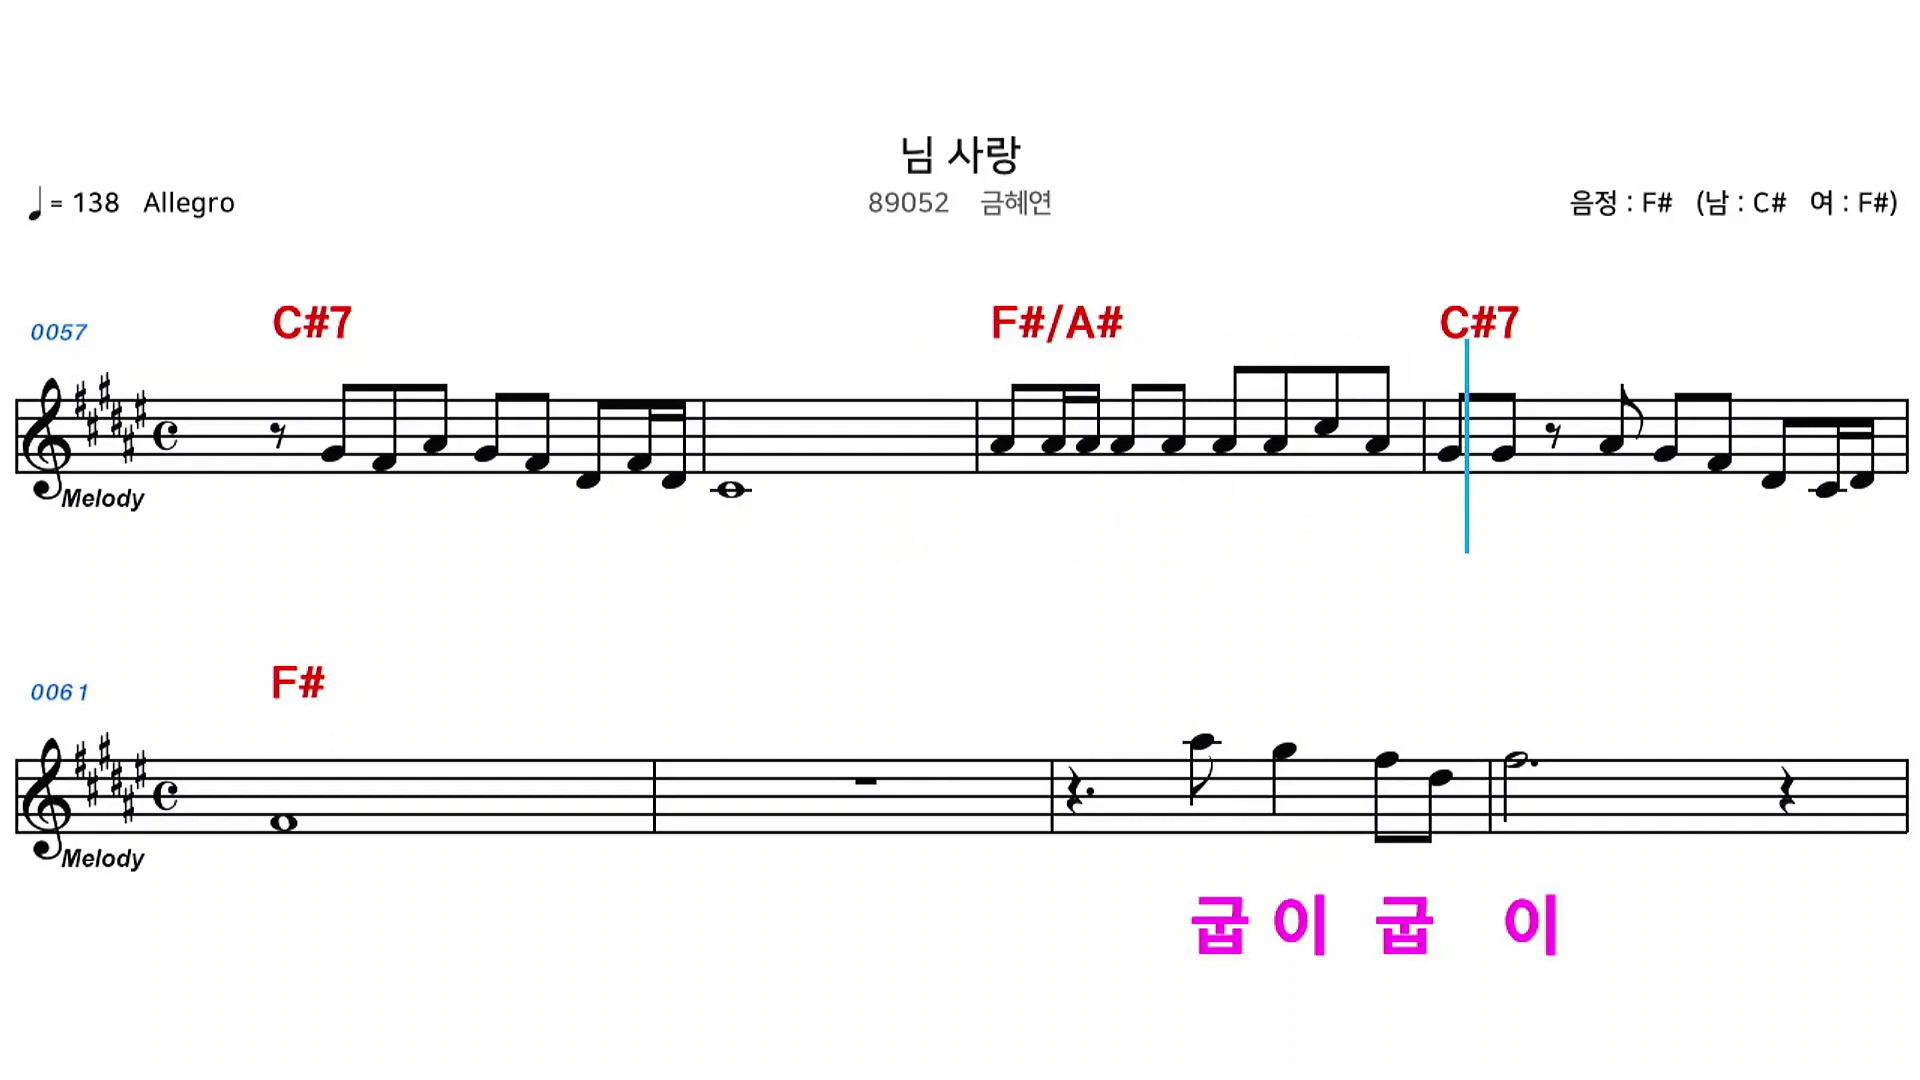 님 사랑
♩= 138 Allegro 89052 금혜연 음정 : F# (남 : C# 여 : F#)
0057 C#7 F#/A# C#7
Melody
0061 F#
Melody
굽 이 굽 이